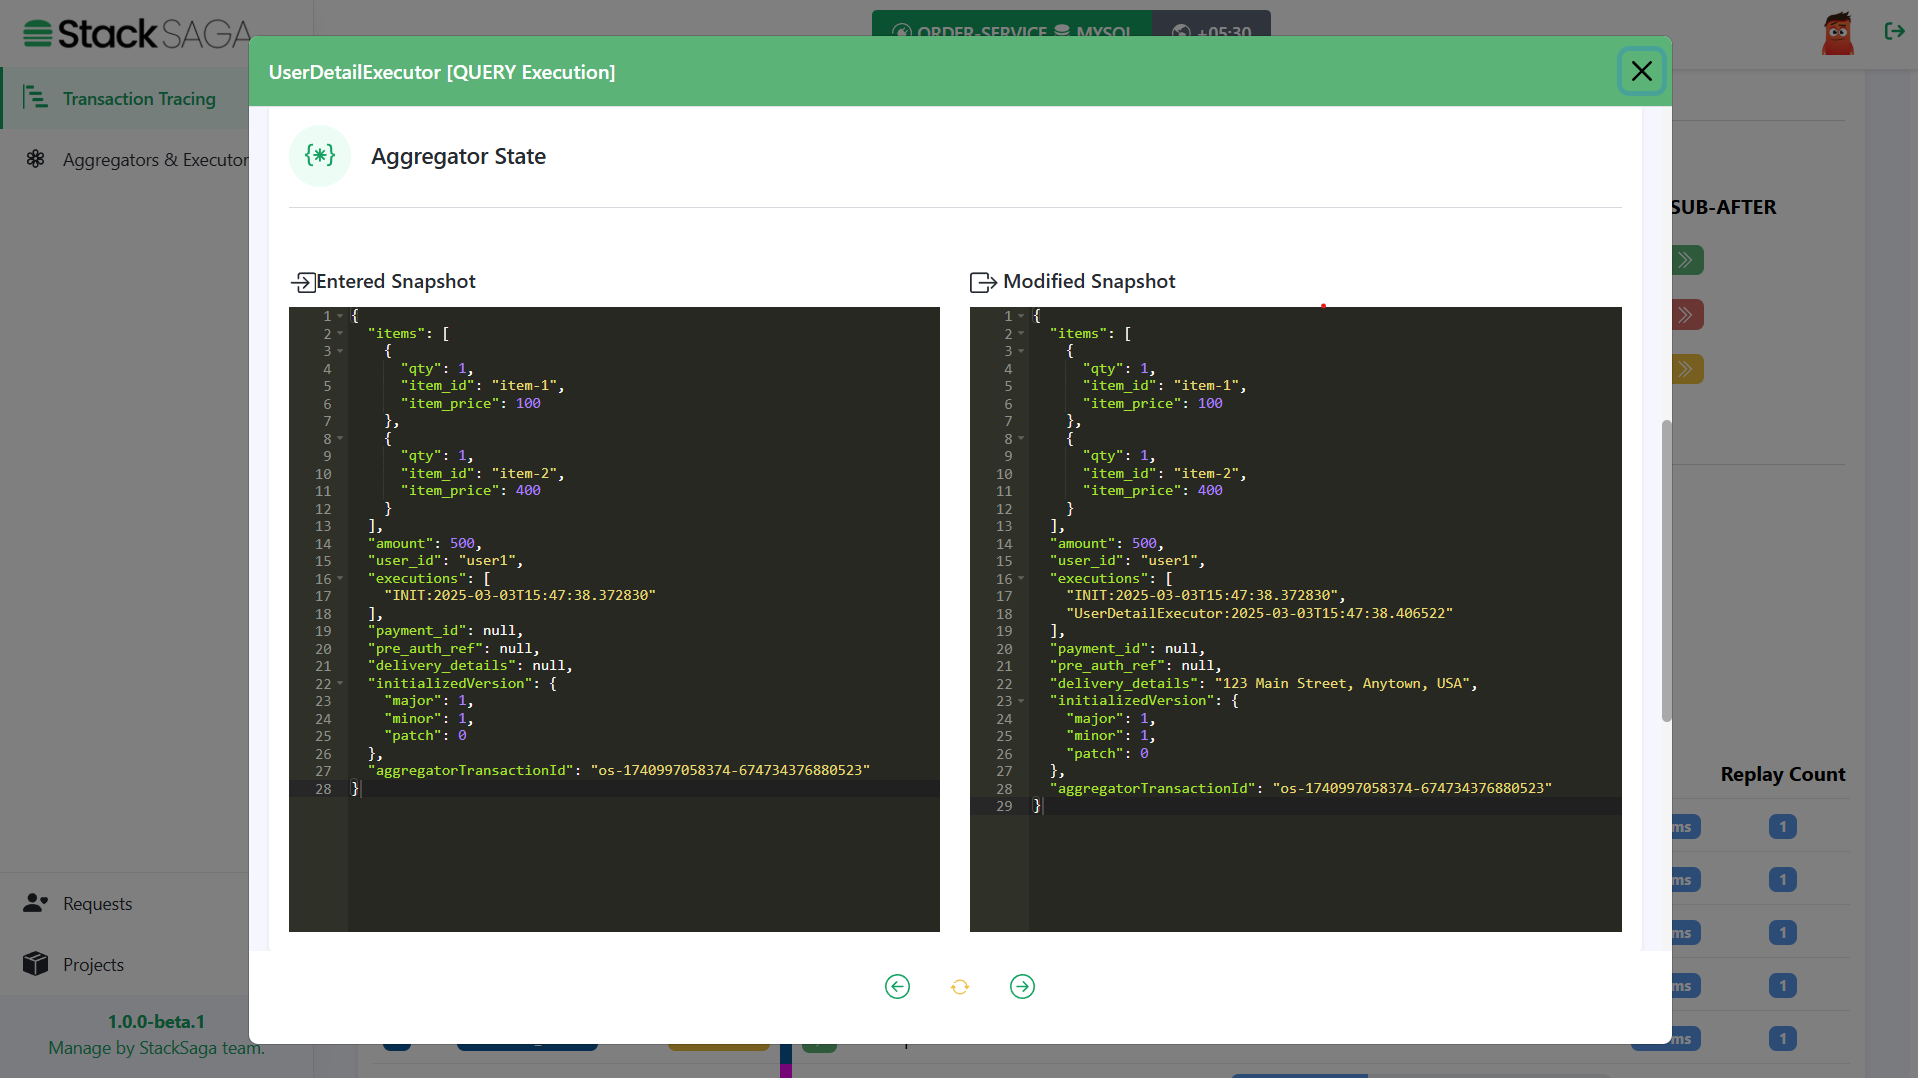 StackSAGA
ORDER-SERVICE MYSQL
+05:30
UserDetailExecutor [QUERY Execution]
Transaction Tracing
Aggregators & Executor
Aggregator State
SUB-AFTER
Entered Snapshot
1 {
2 "items": [
3 {
4 "qty": 1,
5 "item_id": "item-1",
6 "item_price": 100
7 },
8 {
9 "qty": 1,
10 "item_id": "item-2",
11 "item_price": 400
12 }
13 ],
14 "amount": 500,
15 "user_id": "user1",
16 "executions": [
17 "INIT:2025-03-03T15:47:38.372830"
18 ],
19 "payment_id": null,
20 "pre_auth_ref": null,
21 "delivery_details": null,
22 "initializedVersion": {
23 "major": 1,
24 "minor": 1,
25 "patch": 0
26 },
27 "aggregatorTransactionId": "os-1740997058374-674734376880523"
28 }
Modified Snapshot
1 {
2 "items": [
3 {
4 "qty": 1,
5 "item_id": "item-1",
6 "item_price": 100
7 },
8 {
9 "qty": 1,
10 "item_id": "item-2",
11 "item_price": 400
12 }
13 ],
14 "amount": 500,
15 "user_id": "user1",
16 "executions": [
17 "INIT:2025-03-03T15:47:38.372830",
18 "UserDetailExecutor:2025-03-03T15:47:38.406522"
19 ],
20 "payment_id": null,
21 "pre_auth_ref": null,
22 "delivery_details": "123 Main Street, Anytown, USA",
23 "initializedVersion": {
24 "major": 1,
25 "minor": 1,
26 "patch": 0
27 },
28 "aggregatorTransactionId": "os-1740997058374-674734376880523"
29 }
Replay Count
ms 1
ms 1
ms 1
ms 1
ms 1
Requests
Projects
1.0.0-beta.1
Manage by StackSaga team.